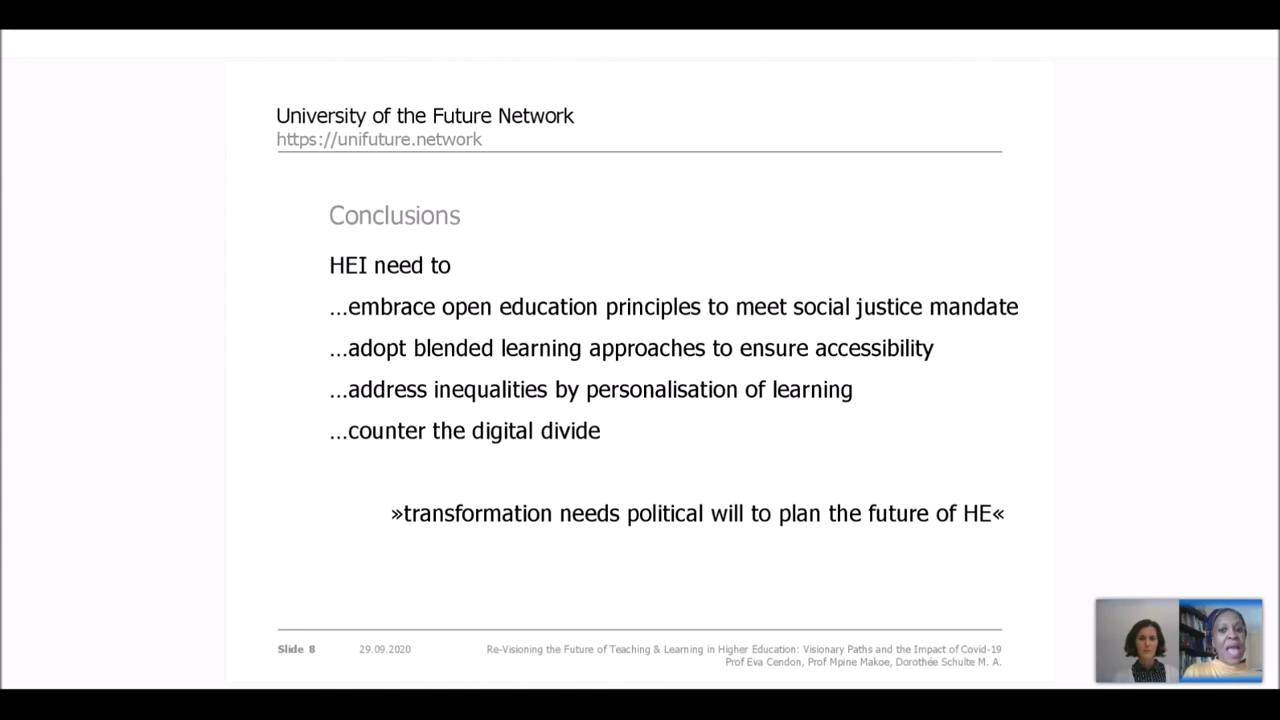 University of the Future Network
https://unifuture.network
Conclusions
HEI need to
...embrace open education principles to meet social justice mandate
...adopt blended learning approaches to ensure accessibility
...address inequalities by personalisation of learning
...counter the digital divide
»transformation needs political will to plan the future of HE«
Slide 8 29.09.2020 Re-Visioning the Future of Teaching & Learning in Higher Education: Visionary Paths and the Impact of Covid-19
Prof Eva Cendon, Prof Mpine Makoe, Dorothée Schulte M. A.